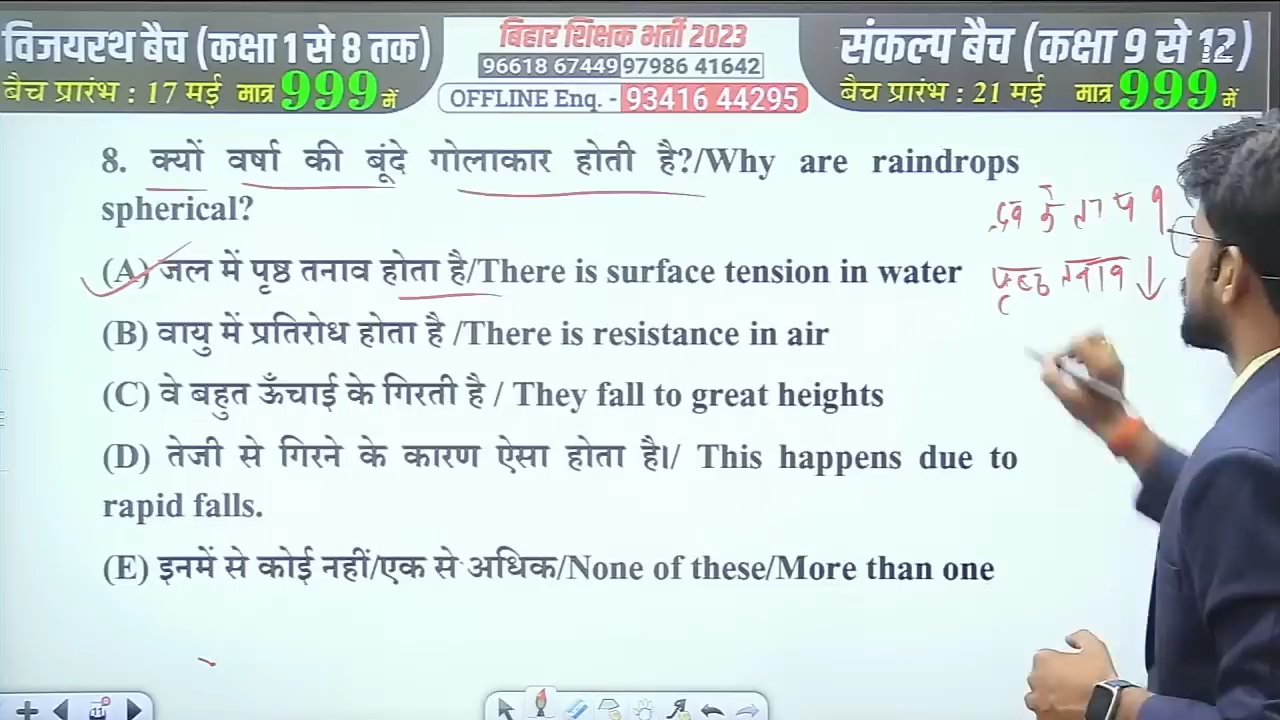 विजयरथ बैच (कक्षा 1 से 8 तक)
बैच प्रारंभ : 17 मई मात्र 999 में
बिहार शिक्षक भर्ती 2023
96618 67449 97986 41642
OFFLINE Enq. - 93416 44295
संकल्प बैच (कक्षा 9 से 12)
बैच प्रारंभ : 21 मई मात्र 999 में
8. क्यों वर्षा की बूंदे गोलाकार होती है?/Why are raindrops
spherical?
(A) जल में पृष्ठ तनाव होता है/There is surface tension in water
(B) वायु में प्रतिरोध होता है /There is resistance in air
(C) वे बहुत ऊँचाई के गिरती है / They fall to great heights
(D) तेजी से गिरने के कारण ऐसा होता है।/ This happens due to
rapid falls.
(E) इनमें से कोई नहीं/एक से अधिक/None of these/More than one
द्रव के ताप ↑
पृष्ठ तनाव ↓
11